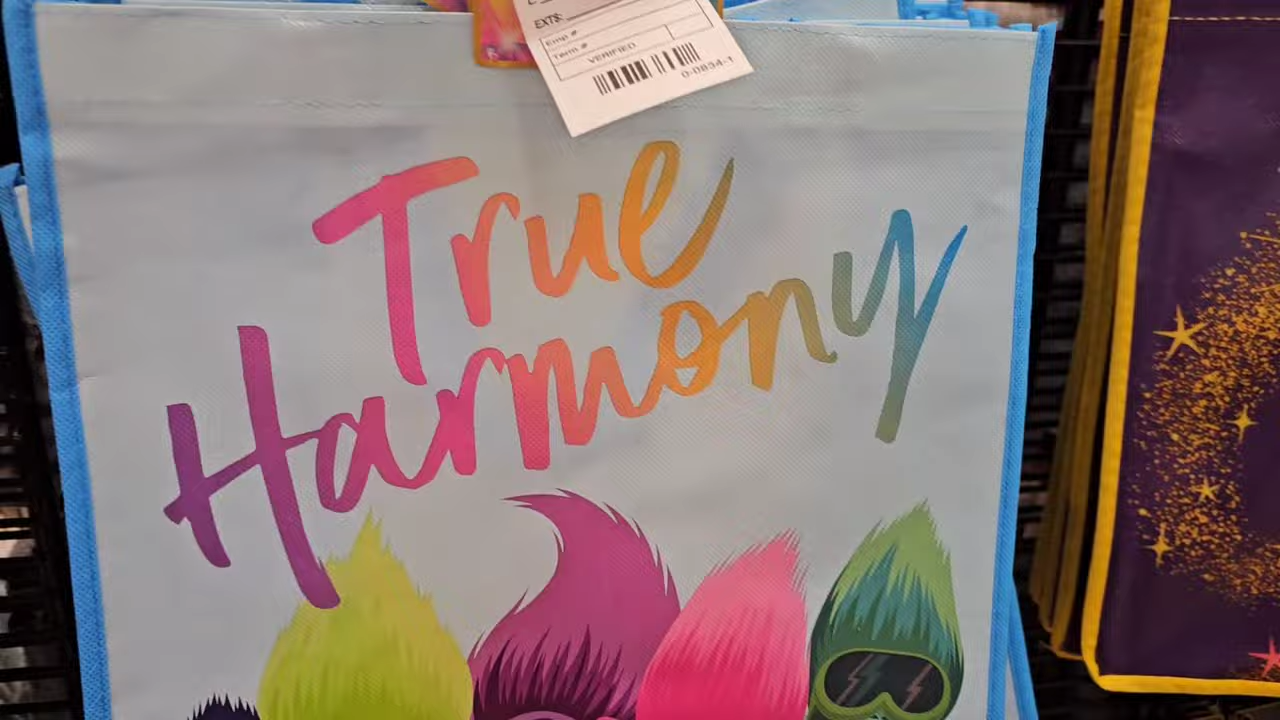 EXTS:
Emp #
Term #
VERIFIED
0-0834-1
True
Harmony